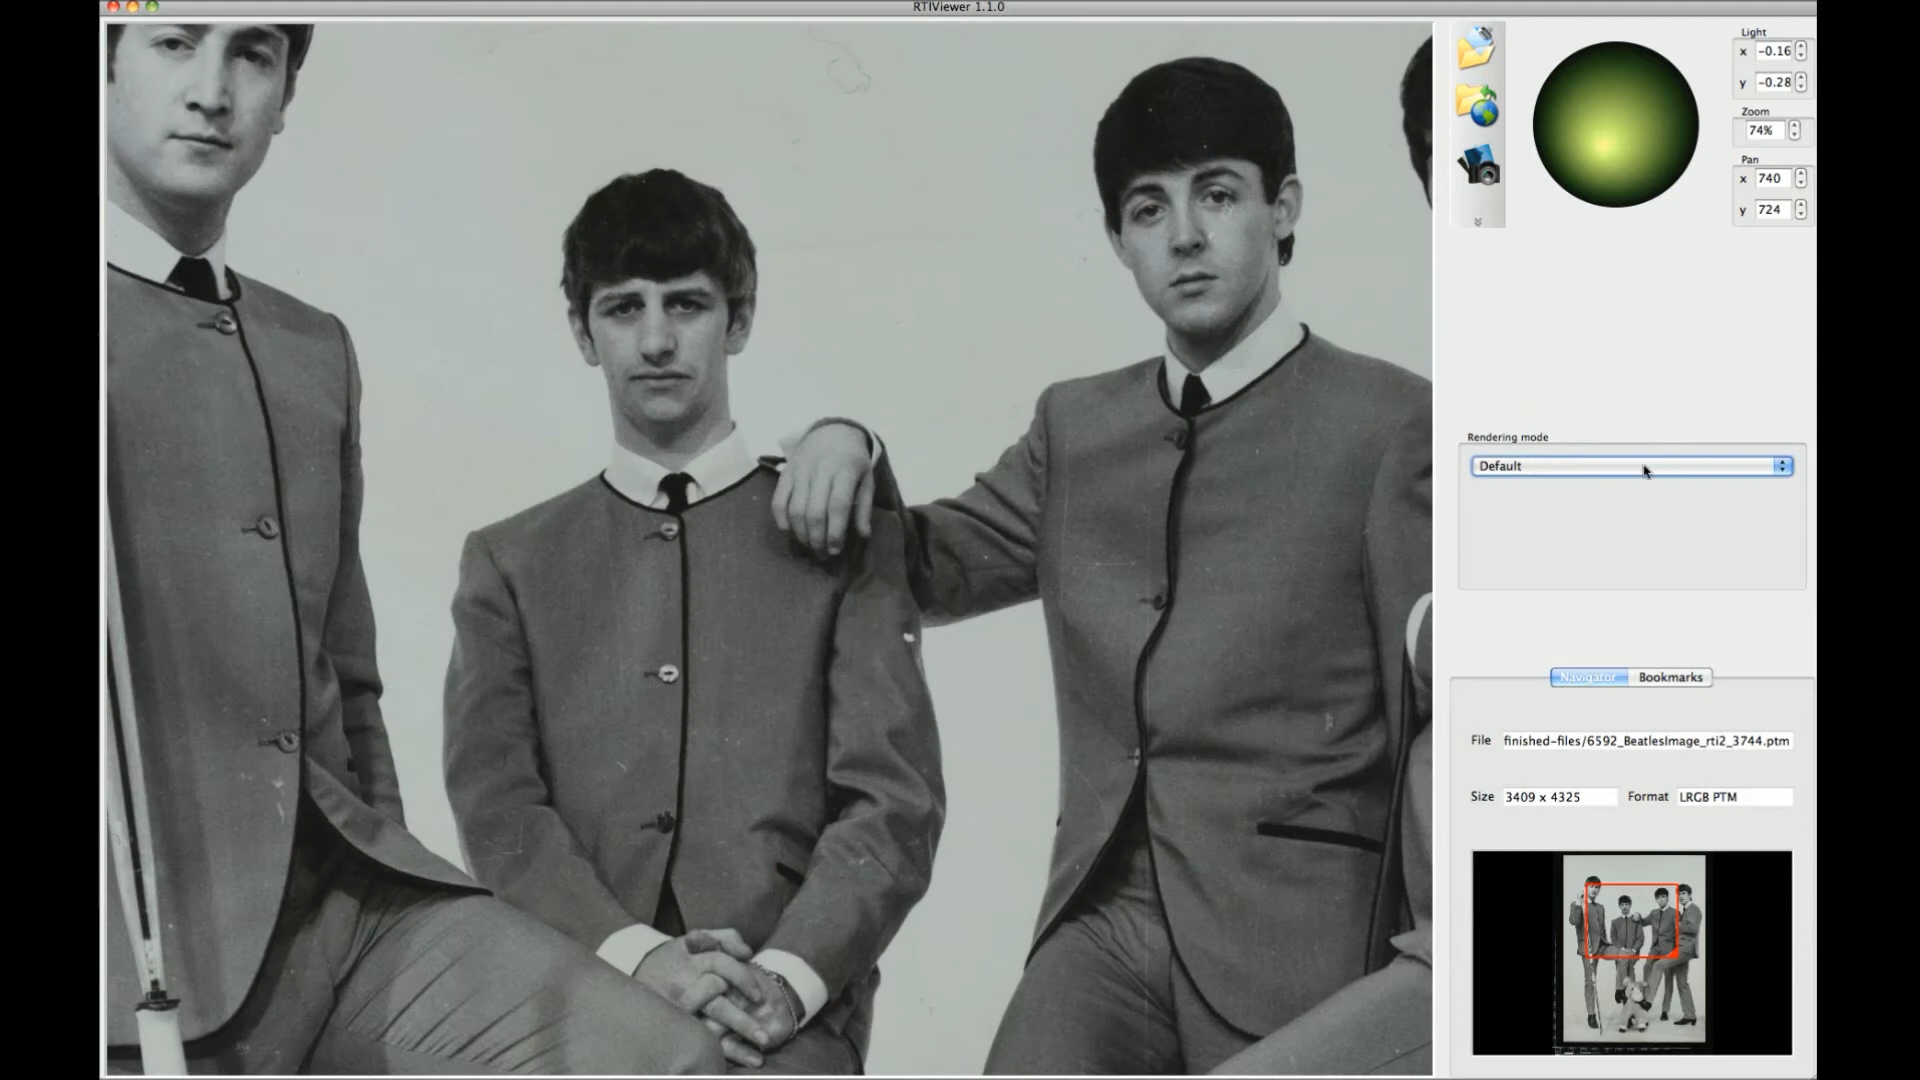 RTIViewer 1.1.0
Light
x -0.16
y -0.28
Zoom
74%
Pan
x 740
y 724
Rendering mode
Default
Navigator Bookmarks
File finished-files/6592_BeatlesImage_rti2_3744.ptm
Size 3409 x 4325 Format LRGB PTM